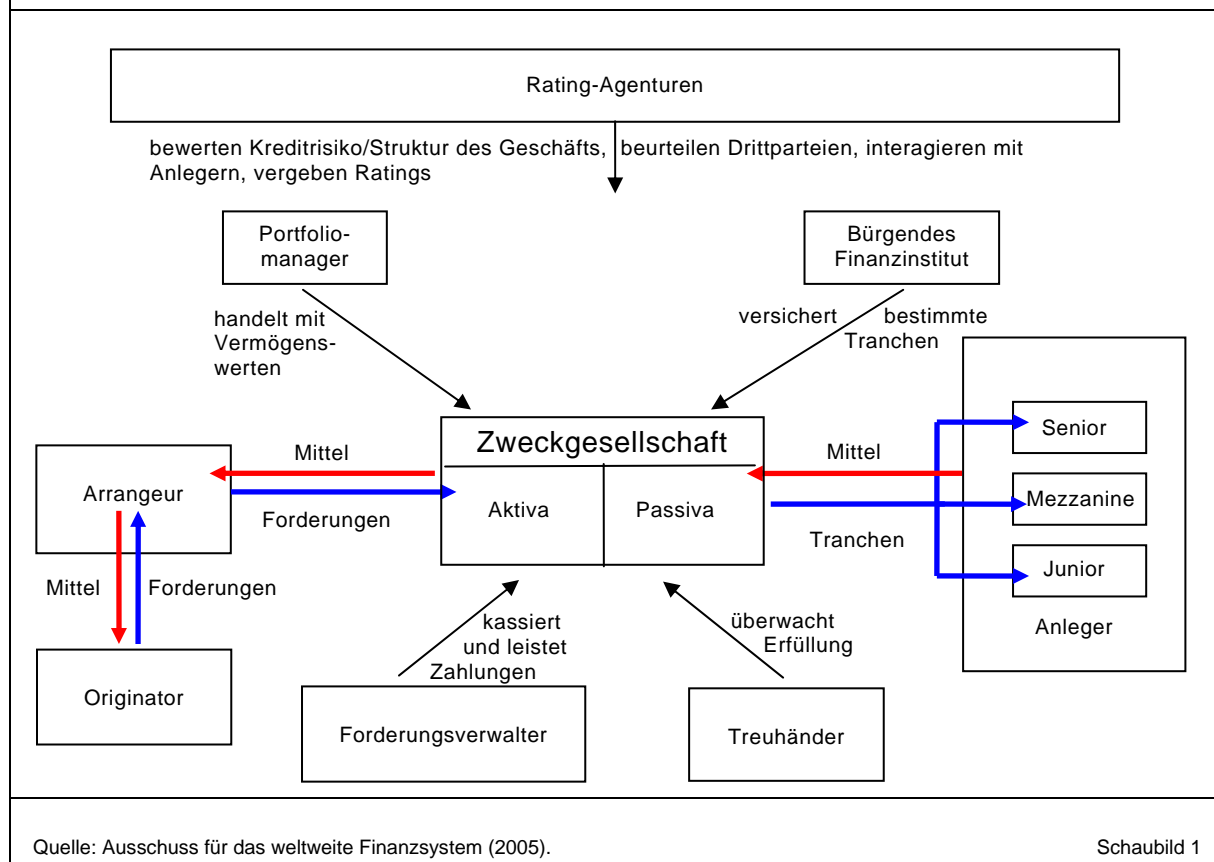 Rating-Agenturen
bewerten Kreditrisiko/Struktur des Geschäfts, beurteilen Drittparteien, interagieren mit
Anlegern, vergeben Ratings
Portfolio-
manager
Bürgendes
Finanzinstitut
handelt mit
Vermögens-
werten
versichert bestimmte
Tranchen
Zweckgesellschaft
Aktiva
Passiva
Arrangeur
Mittel
Forderungen
Mittel
Tranchen
Senior
Mezzanine
Junior
Anleger
Mittel
Forderungen
Originator
kassiert
und leistet
Zahlungen
Forderungsverwalter
überwacht
Erfüllung
Treuhänder
Quelle: Ausschuss für das weltweite Finanzsystem (2005). Schaubild 1